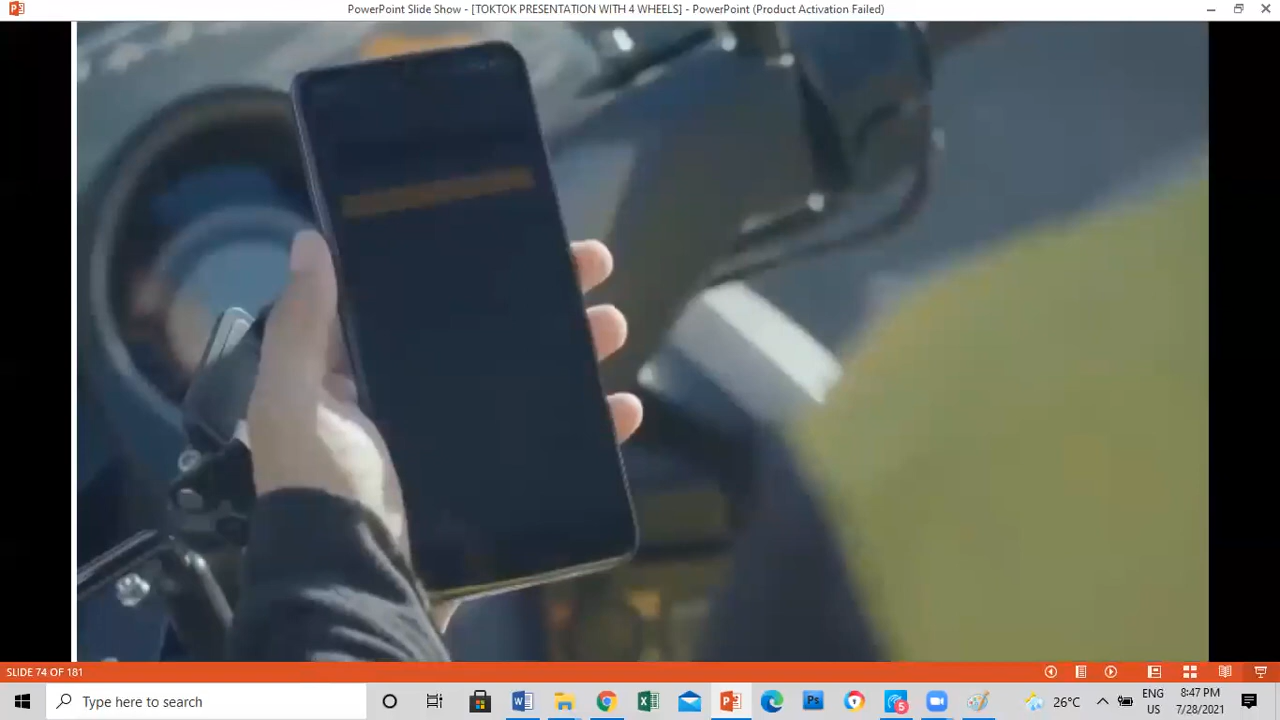 PowerPoint Slide Show - [TOKTOK PRESENTATION WITH 4 WHEELS] - PowerPoint (Product Activation Failed)
SLIDE 74 OF 181
Type here to search
5
26°C
ENG
US
8:47 PM
7/28/2021